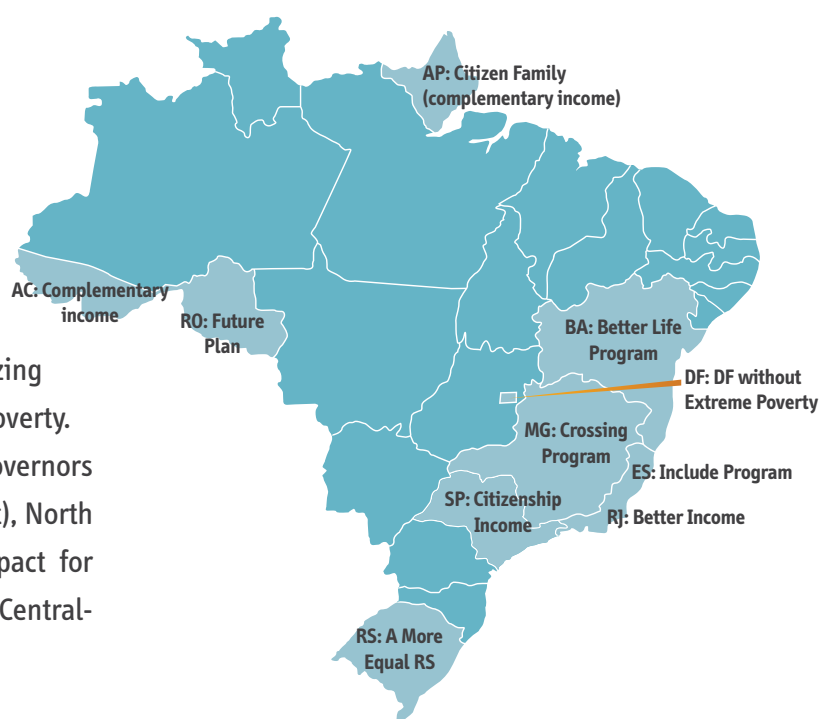 AP: Citizen Family
(complementary income)
AC: Complementary
income
RO: Future
Plan
BA: Better Life
Program
DF: DF without
Extreme Poverty
MG: Crossing
Program
ES: Include Program
SP: Citizenship
Income
RJ: Better Income
RS: A More
Equal RS
zing
overty.
overnors
), North
pact for
Central-